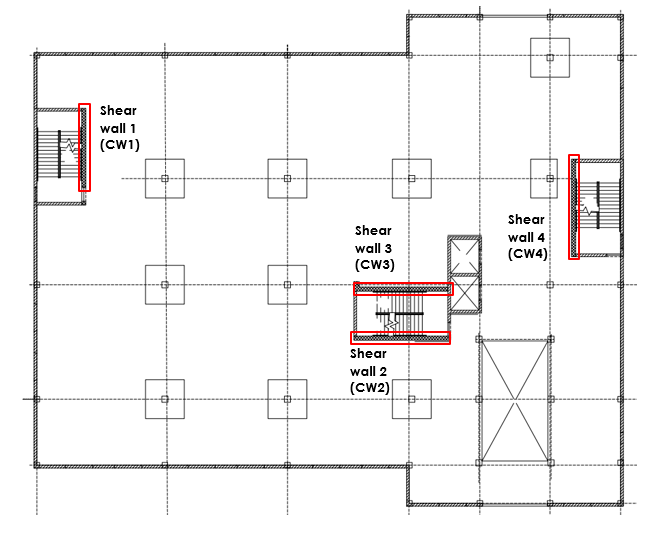 Shear
wall 1
(CW1)
Shear
wall 4
(CW4)
Shear
wall 3
(CW3)
Shear
wall 2
(CW2)